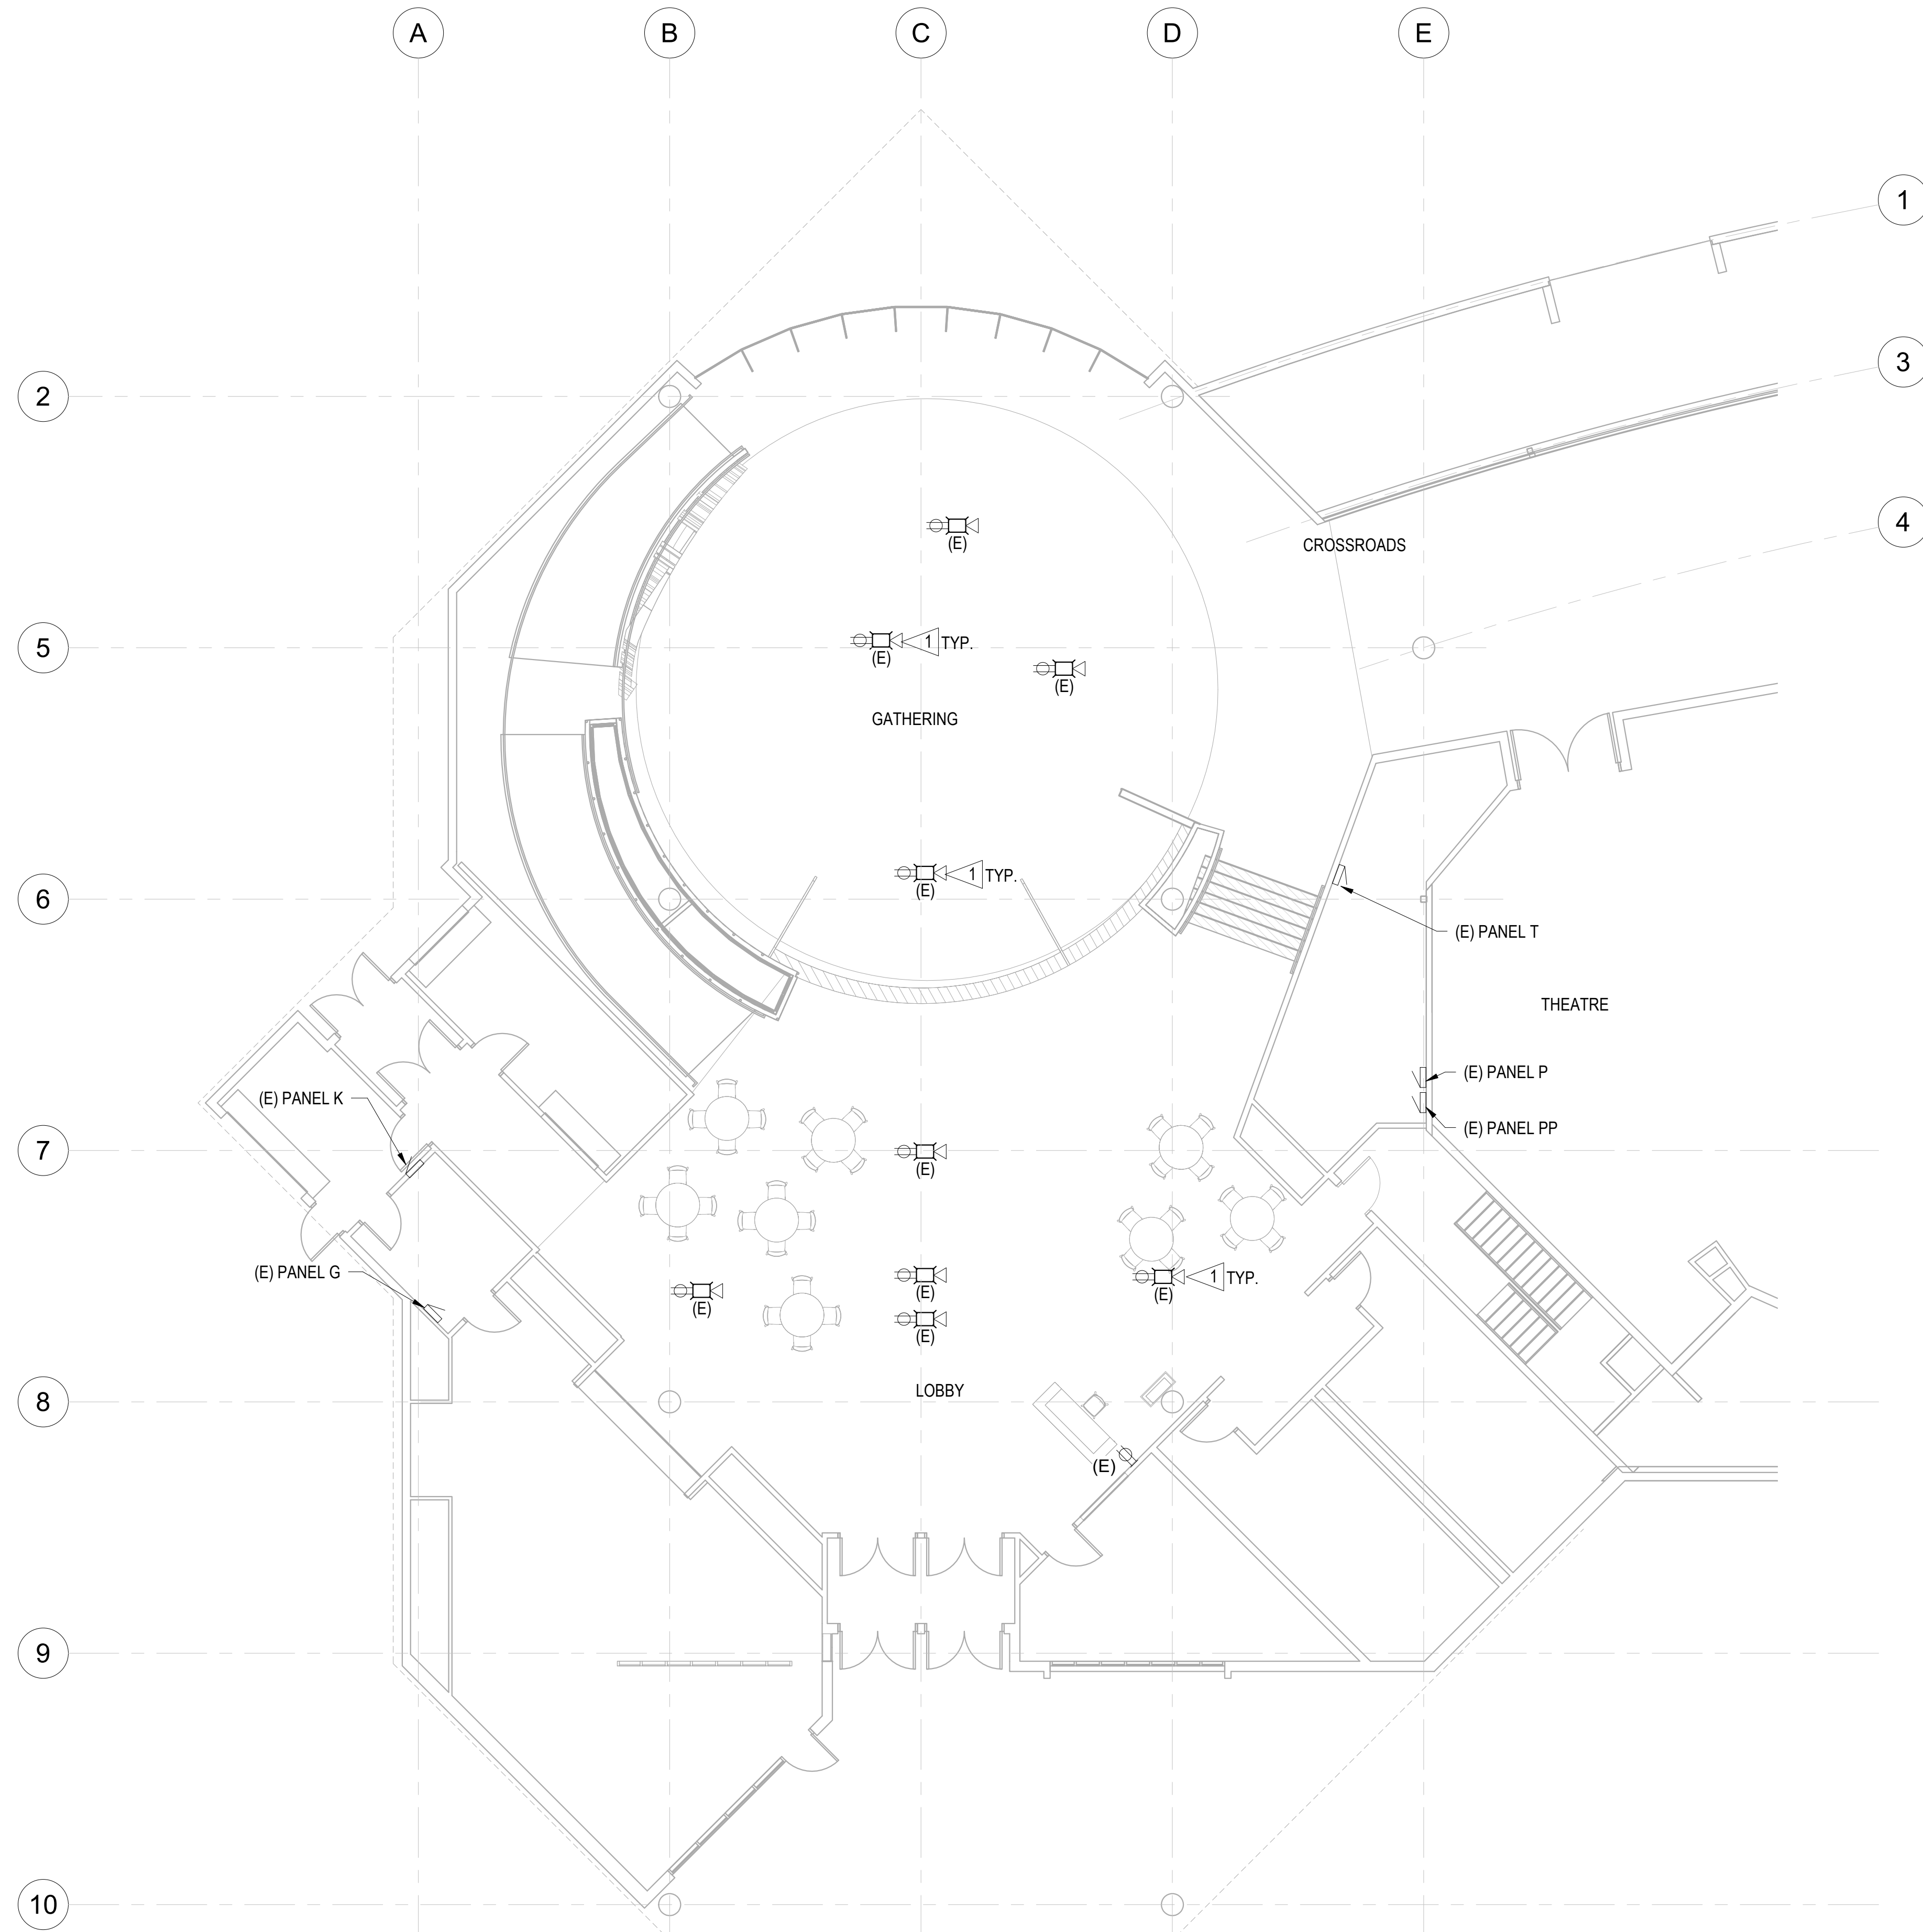 A
B
C
D
E
1
3
2
4
(E)
CROSSROADS
5
1 TYP.
(E)
(E)
GATHERING
1 TYP.
(E)
6
(E) PANEL T
THEATRE
(E) PANEL P
(E) PANEL K
(E) PANEL PP
7
(E)
(E) PANEL G
1 TYP.
(E)
(E)
(E)
(E)
LOBBY
8
(E)
9
10